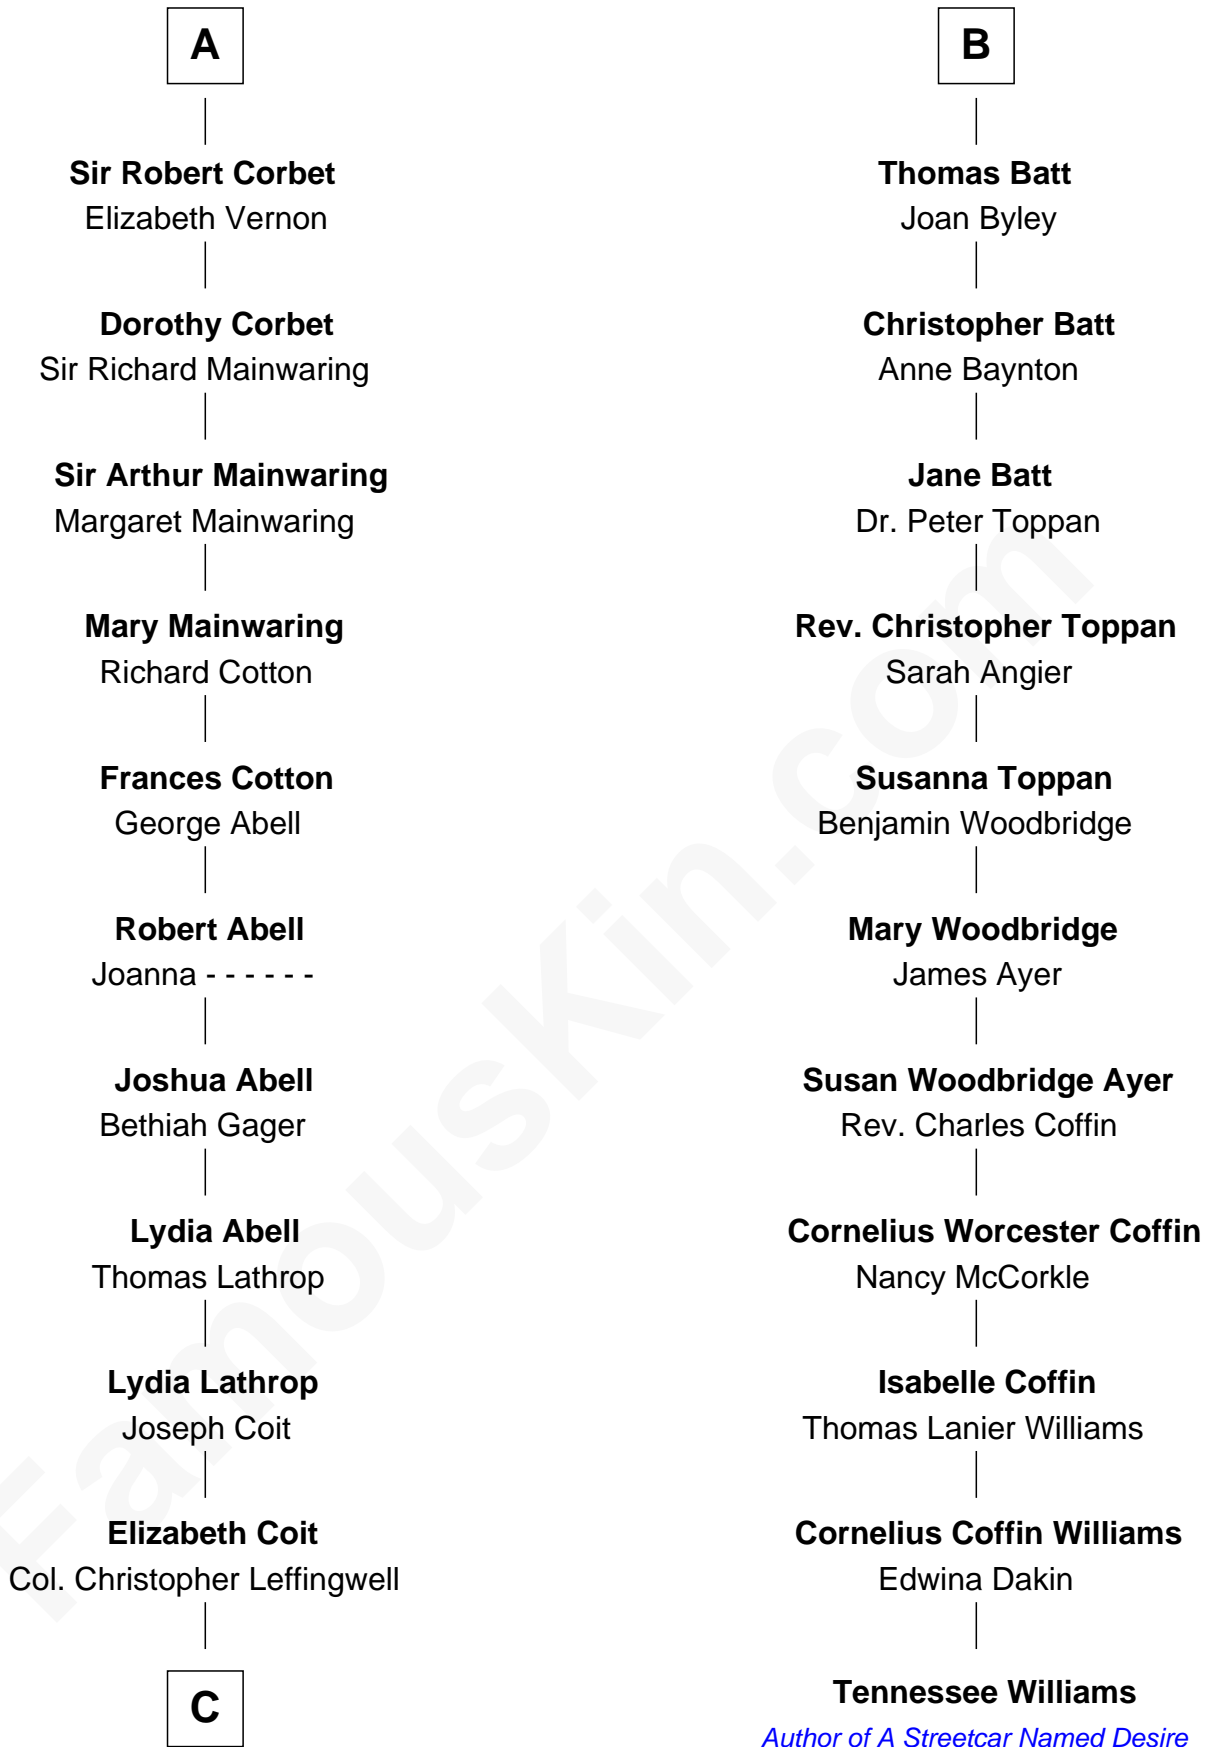 A
Sir Robert Corbet
Elizabeth Vernon
Dorothy Corbet
Sir Richard Mainwaring
Sir Arthur Mainwaring
Margaret Mainwaring
Mary Mainwaring
Richard Cotton
Frances Cotton
George Abell
Robert Abell
Joanna - - - - - -
Joshua Abell
Bethiah Gager
Lydia Abell
Thomas Lathrop
Lydia Lathrop
Joseph Coit
Elizabeth Coit
Col. Christopher Leffingwell
C
B
Thomas Batt
Joan Byley
Christopher Batt
Anne Baynton
Jane Batt
Dr. Peter Toppan
Rev. Christopher Toppan
Sarah Angier
Susanna Toppan
Benjamin Woodbridge
Mary Woodbridge
James Ayer
Susan Woodbridge Ayer
Rev. Charles Coffin
Cornelius Worcester Coffin
Nancy McCorkle
Isabelle Coffin
Thomas Lanier Williams
Cornelius Coffin Williams
Edwina Dakin
Tennessee Williams
Author of A Streetcar Named Desire
FamousKin.com